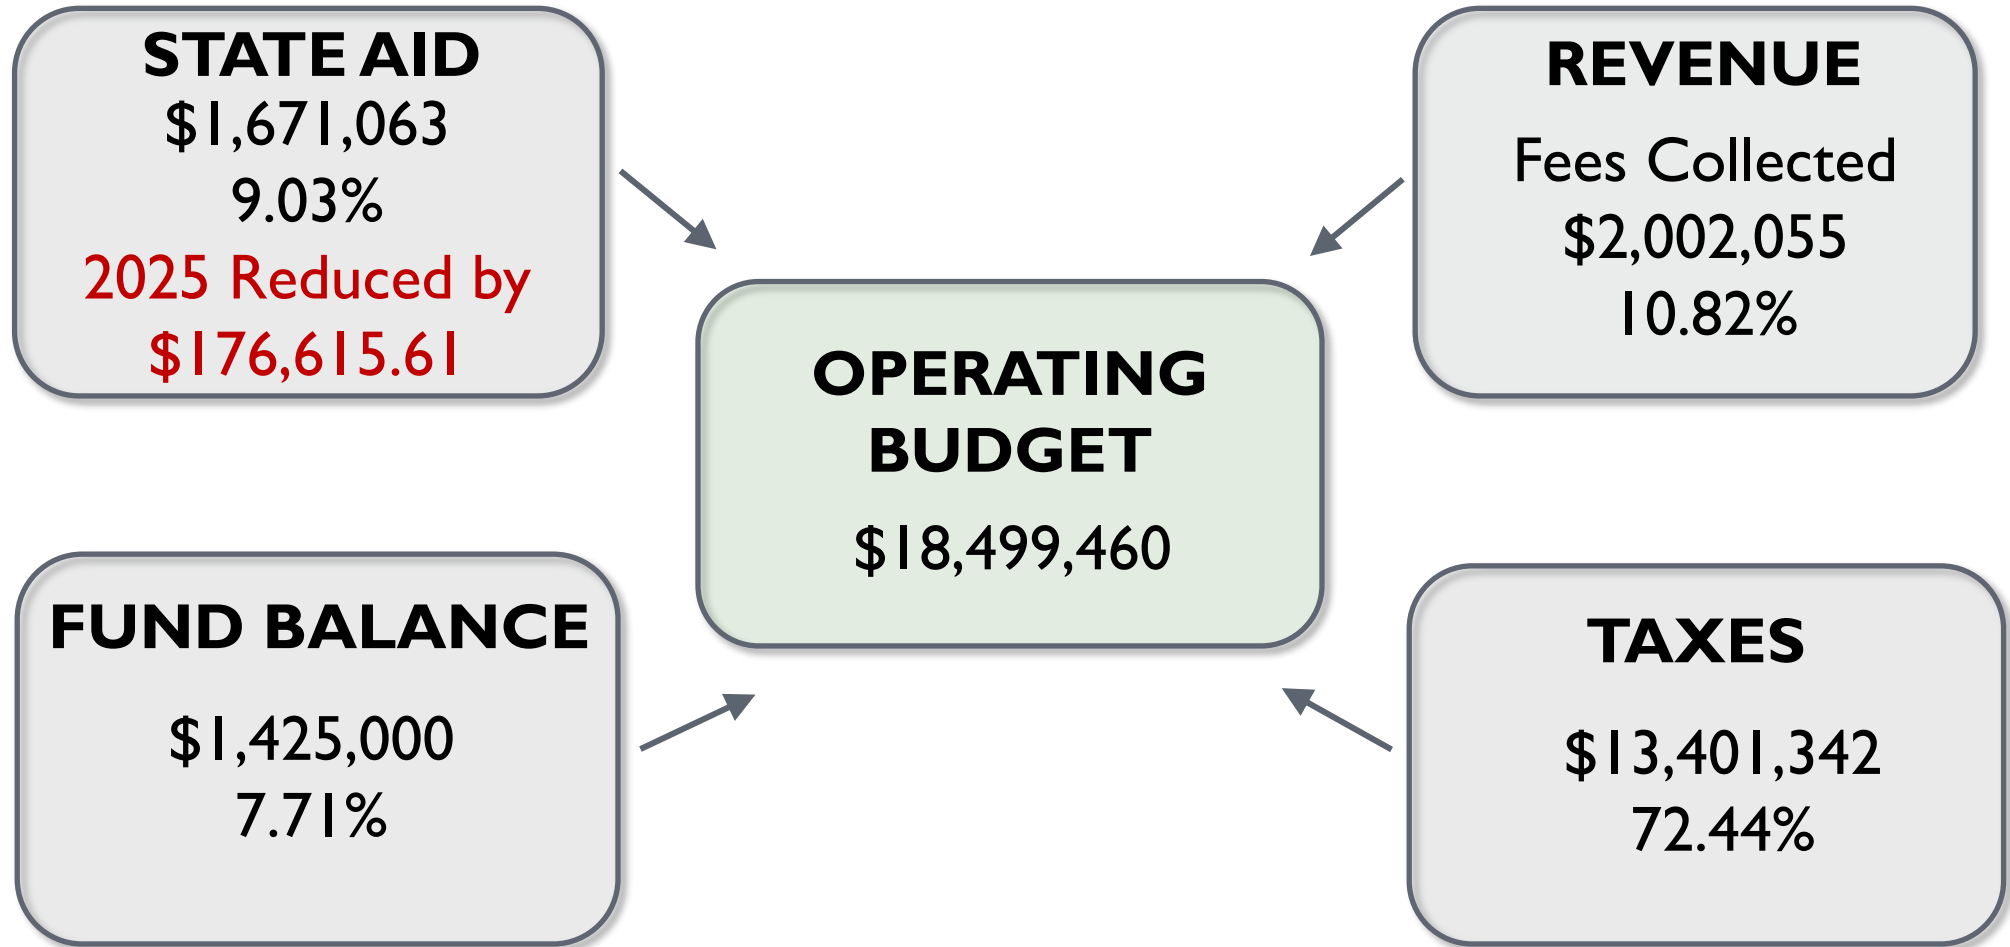 STATE AID
$1,671,063
9.03%
2025 Reduced by
$176,615.61
REVENUE
Fees Collected
$2,002,055
10.82%
OPERATING
BUDGET
$18,499,460
FUND BALANCE
$1,425,000
7.71%
TAXES
$13,401,342
72.44%